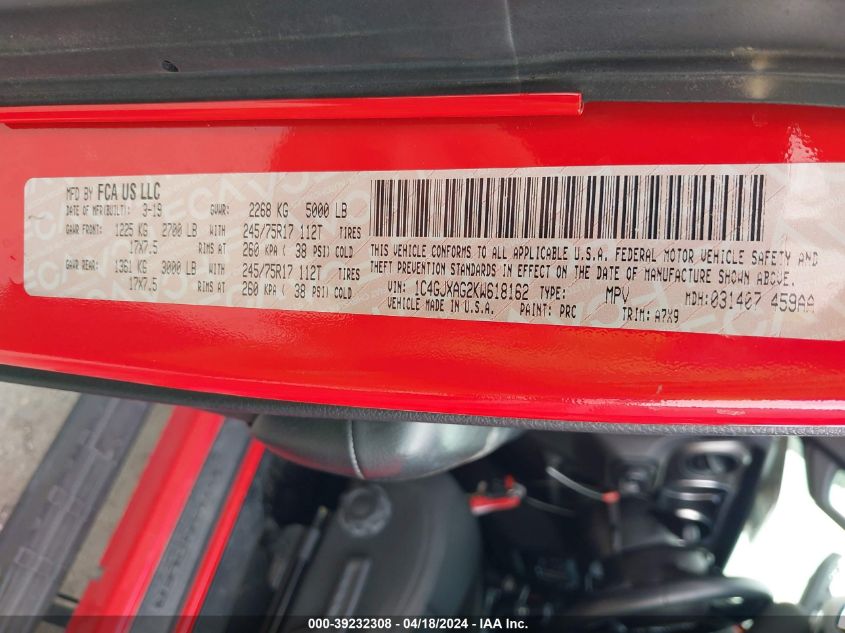 MFD BY FCA US LLC
DATE OF MFR(BUILT): 3-19 GVWR: 2268 KG 5000 LB
GAWR FRONT: 1225 KG 2700 LB WITH 245/75R17 112T TIRES
17X7.5 RIMS AT 260 KPA ( 38 PSI) COLD
GAWR REAR: 1361 KG 3000 LB WITH 245/75R17 112T TIRES
17X7.5 RIMS AT 260 KPA ( 38 PSI) COLD
THIS VEHICLE CONFORMS TO ALL APPLICABLE U.S.A. FEDERAL MOTOR VEHICLE SAFETY AND
THEFT PREVENTION STANDARDS IN EFFECT ON THE DATE OF MANUFACTURE SHOWN ABOVE.
VIN: 1C4GJXAG2KW618162 TYPE: MPV MDH:031407 459AA
VEHICLE MADE IN U.S.A. PAINT: PRC TRIM: A7X9
000-39232308 - 04/18/2024 - IAA Inc.